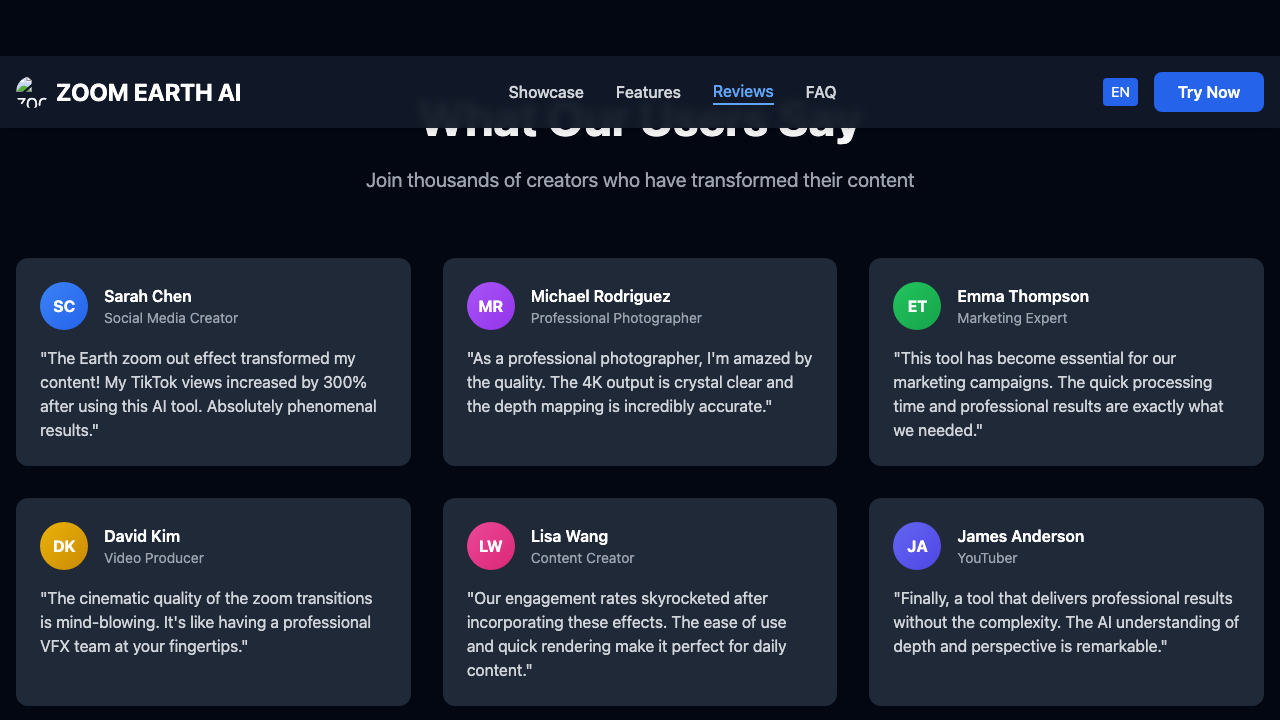 ZOOM EARTH AI
Showcase
Features
Reviews
FAQ
EN
Try Now
What Our Users Say
Join thousands of creators who have transformed their content
SC
Sarah Chen
Social Media Creator
"The Earth zoom out effect transformed my
content! My TikTok views increased by 300%
after using this AI tool. Absolutely phenomenal
results."
MR
Michael Rodriguez
Professional Photographer
"As a professional photographer, I'm amazed by
the quality. The 4K output is crystal clear and
the depth mapping is incredibly accurate."
ET
Emma Thompson
Marketing Expert
"This tool has become essential for our
marketing campaigns. The quick processing
time and professional results are exactly what
we needed."
DK
David Kim
Video Producer
"The cinematic quality of the zoom transitions
is mind-blowing. It's like having a professional
VFX team at your fingertips."
LW
Lisa Wang
Content Creator
"Our engagement rates skyrocketed after
incorporating these effects. The ease of use
and quick rendering make it perfect for daily
content."
JA
James Anderson
YouTuber
"Finally, a tool that delivers professional results
without the complexity. The AI understanding of
depth and perspective is remarkable."